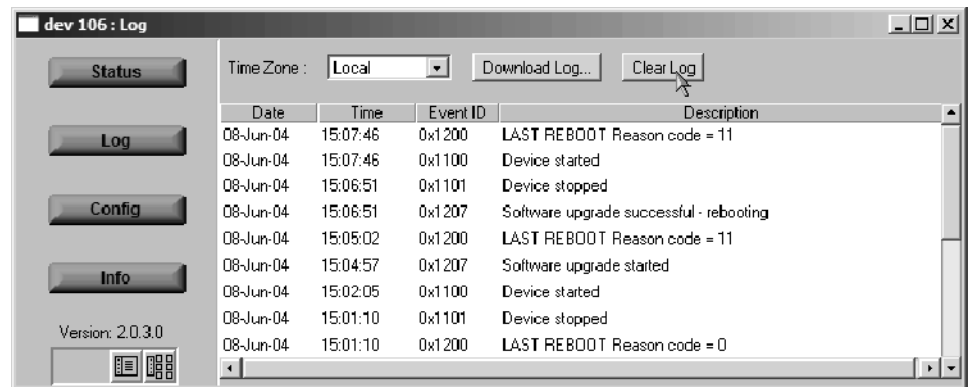 dev 106 : Log
Status
Log
Config
Info
Version: 2.0.3.0
Time Zone : Local Download Log... Clear Log
Date Time Event ID Description
08-Jun-04 15:07:46 0x1200 LAST REBOOT Reason code = 11
08-Jun-04 15:07:46 0x1100 Device started
08-Jun-04 15:06:51 0x1101 Device stopped
08-Jun-04 15:06:51 0x1207 Software upgrade successful - rebooting
08-Jun-04 15:05:02 0x1200 LAST REBOOT Reason code = 11
08-Jun-04 15:04:57 0x1207 Software upgrade started
08-Jun-04 15:02:05 0x1100 Device started
08-Jun-04 15:01:10 0x1101 Device stopped
08-Jun-04 15:01:10 0x1200 LAST REBOOT Reason code = 0